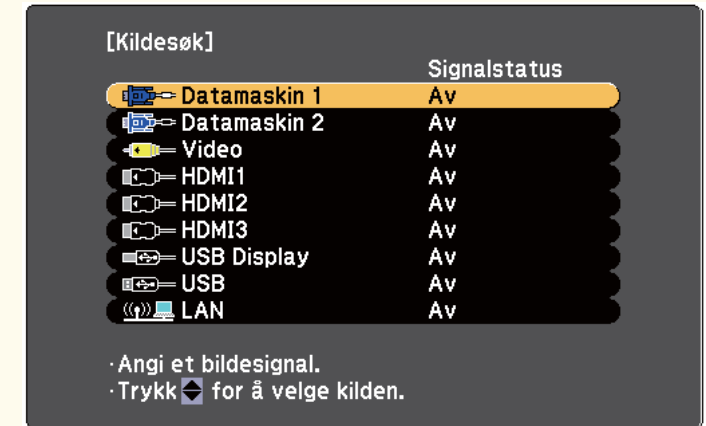 [Kildesøk]
Signalstatus
Datamaskin 1 Av
Datamaskin 2 Av
Video Av
HDMI1 Av
HDMI2 Av
HDMI3 Av
USB Display Av
USB Av
LAN Av
·Angi et bildesignal.
·Trykk for å velge kilden.